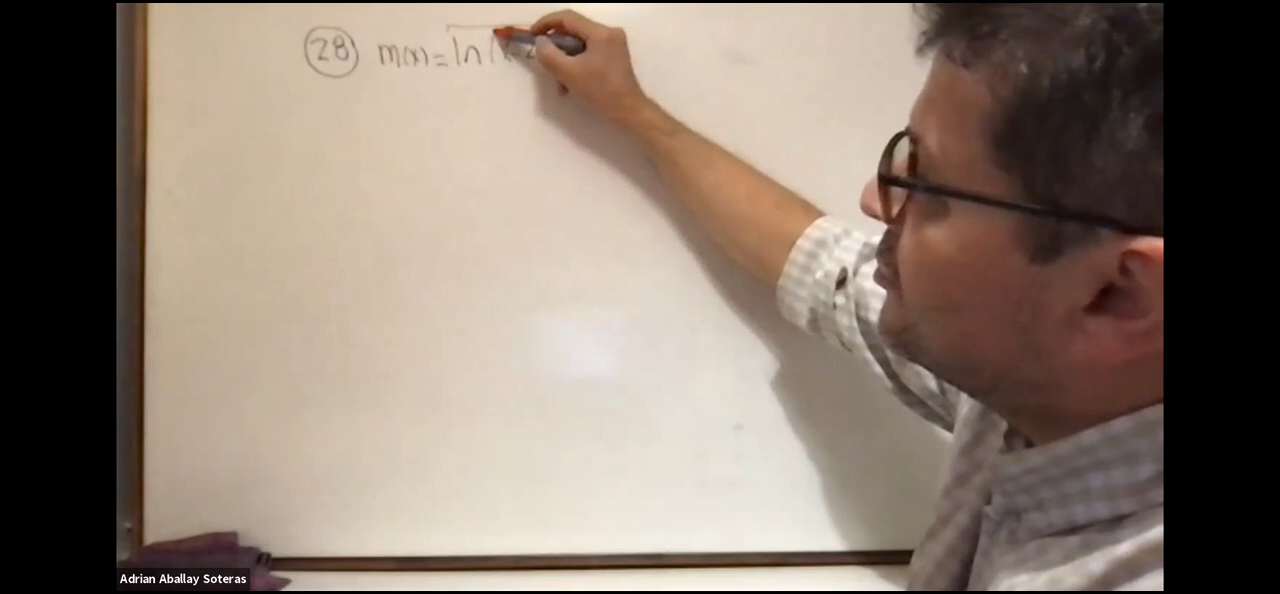 28 m(x) = ln
Adrian Aballay Soteras